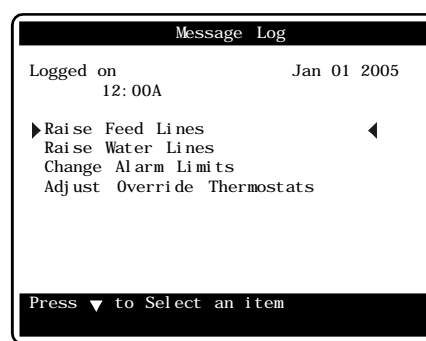 Message Log
Logged on Jan 01 2005
12:00A
Raise Feed Lines
Raise Water Lines
Change Alarm Limits
Adjust Override Thermostats
Press ▼ to Select an item